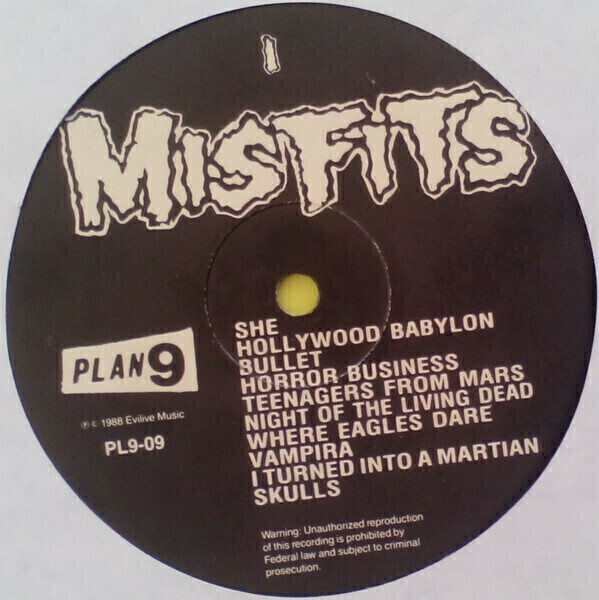 I
MISFITS
PLAN 9
℗ © 1988 Evilive Music
PL9-09
SHE
HOLLYWOOD BABYLON
BULLET
HORROR BUSINESS
TEENAGERS FROM MARS
NIGHT OF THE LIVING DEAD
WHERE EAGLES DARE
VAMPIRA
I TURNED INTO A MARTIAN
SKULLS
Warning: Unauthorized reproduction
of this recording is prohibited by
Federal law and subject to criminal
prosecution.